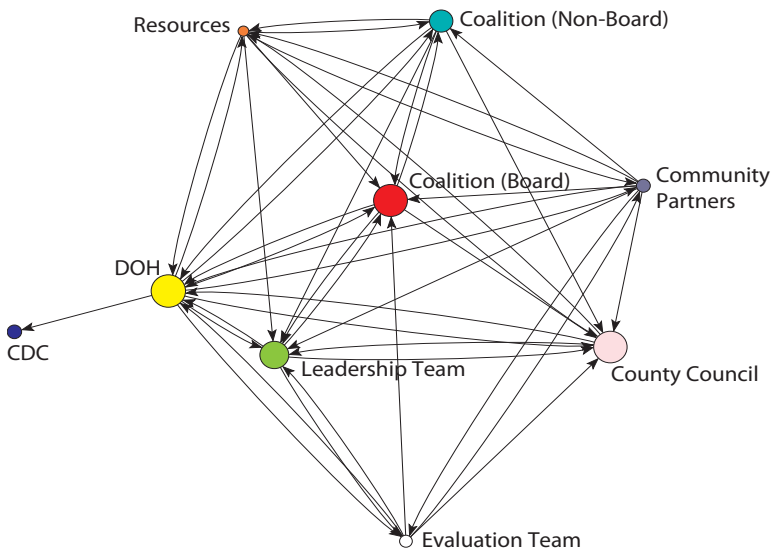 Resources
Coalition (Non-Board)
Coalition (Board)
Community
Partners
DOH
CDC
Leadership Team
County Council
Evaluation Team